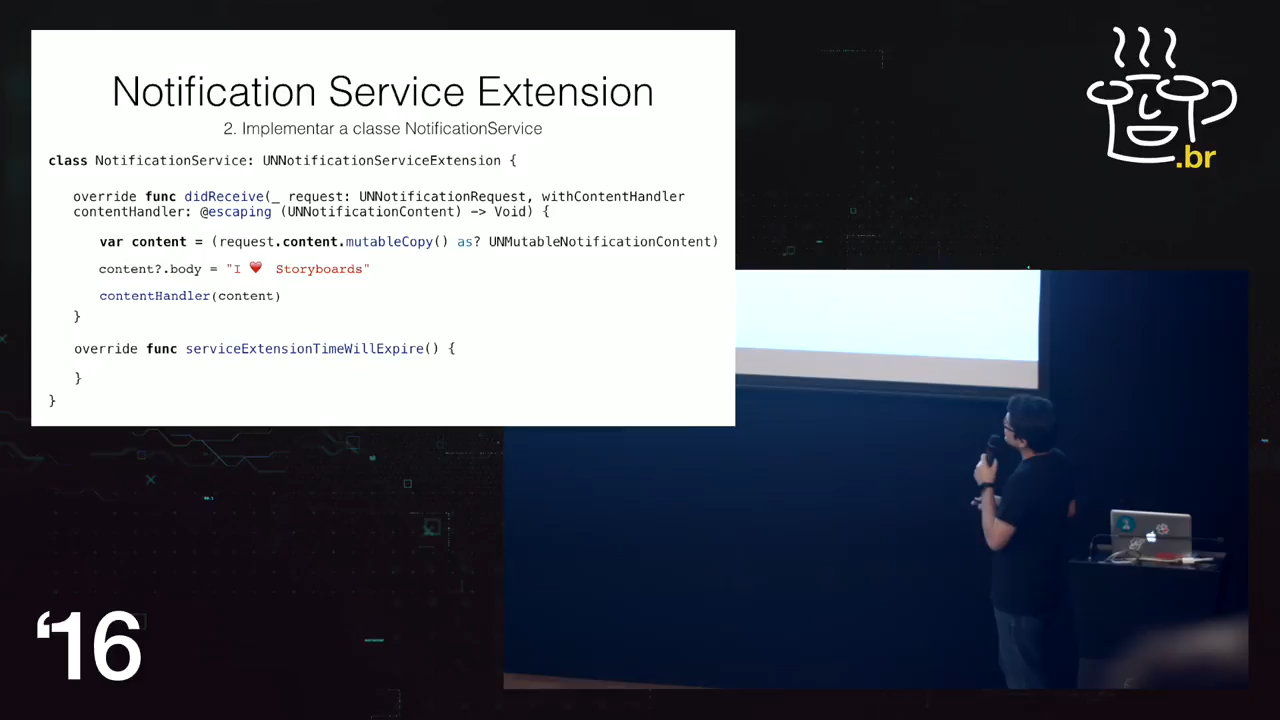 Notification Service Extension
2. Implementar a classe NotificationService
class NotificationService: UNNotificationServiceExtension {
override func didReceive(_ request: UNNotificationRequest, withContentHandler
contentHandler: @escaping (UNNotificationContent) -> Void) {
var content = (request.content.mutableCopy() as? UNMutableNotificationContent)
content?.body = "I ❤️ Storyboards"
contentHandler(content)
}
override func serviceExtensionTimeWillExpire() {
}
}
.br
‘16